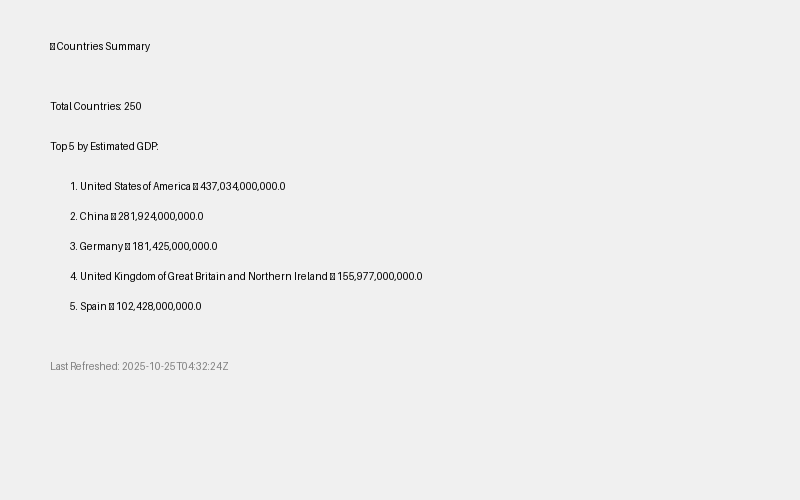 Countries Summary
Total Countries: 250
Top 5 by Estimated GDP:
1. United States of America 437,034,000,000.0
2. China 281,924,000,000.0
3. Germany 181,425,000,000.0
4. United Kingdom of Great Britain and Northern Ireland 155,977,000,000.0
5. Spain 102,428,000,000.0
Last Refreshed: 2025-10-25T04:32:24Z